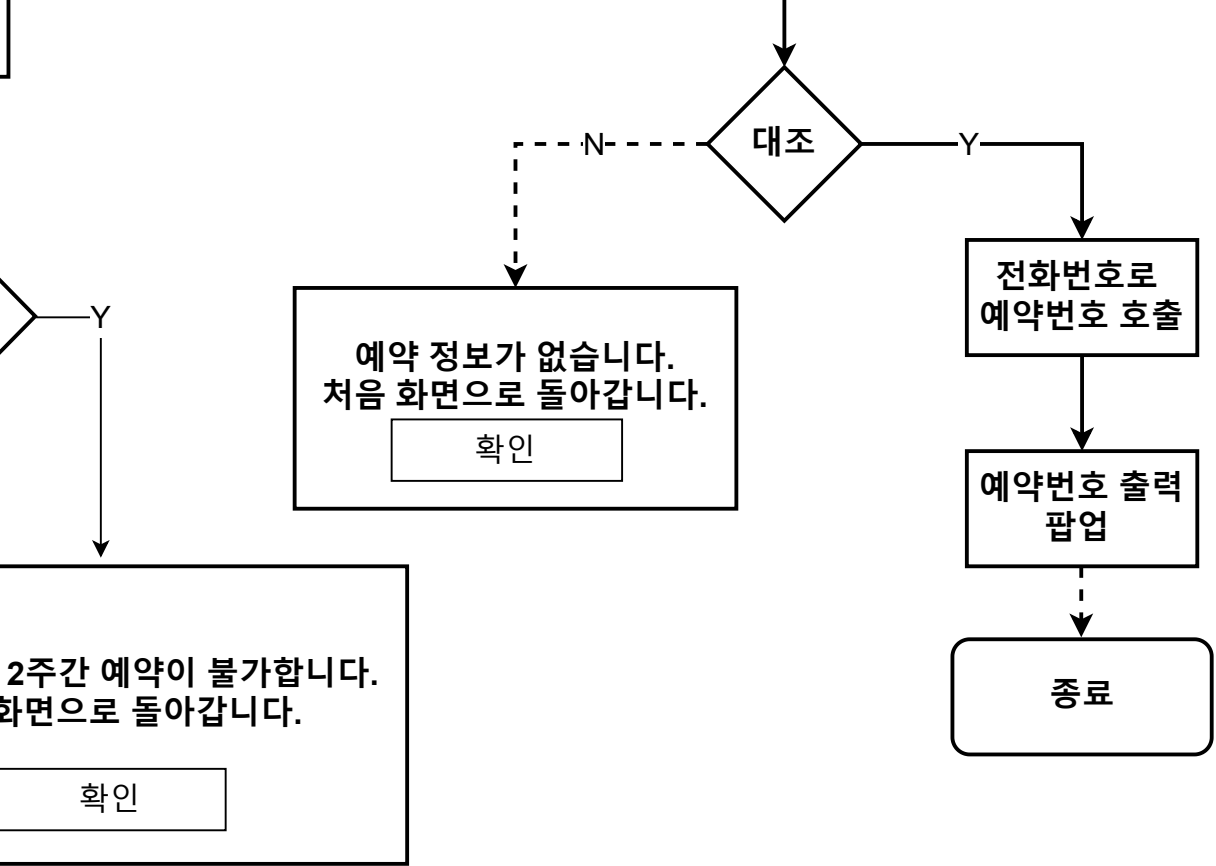 대조
N
Y
전화번호로
예약번호 호출
Y
예약 정보가 없습니다.
처음 화면으로 돌아갑니다.
확인
예약번호 출력
팝업
2주간 예약이 불가합니다.
화면으로 돌아갑니다.
종료
확인